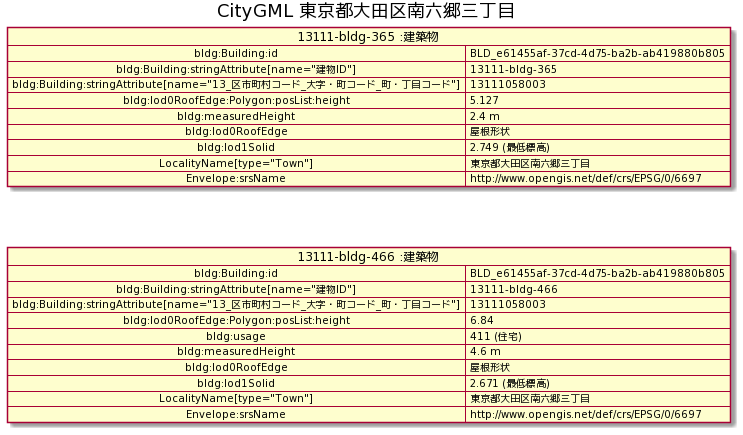 CityGML 東京都大田区南六郷三丁目
13111-bldg-365 :建築物
bldg:Building:id BLD_e61455af-37cd-4d75-ba2b-ab419880b805
bldg:Building:stringAttribute[name="建物ID"] 13111-bldg-365
bldg:Building:stringAttribute[name="13_区市町村コード_大字・町コード_町・丁目コード"] 13111058003
bldg:lod0RoofEdge:Polygon:posList:height 5.127
bldg:measuredHeight 2.4 m
bldg:lod0RoofEdge 屋根形状
bldg:lod1Solid 2.749 (最低標高)
LocalityName[type="Town"] 東京都大田区南六郷三丁目
Envelope:srsName http://www.opengis.net/def/crs/EPSG/0/6697
13111-bldg-466 :建築物
bldg:Building:id BLD_e61455af-37cd-4d75-ba2b-ab419880b805
bldg:Building:stringAttribute[name="建物ID"] 13111-bldg-466
bldg:Building:stringAttribute[name="13_区市町村コード_大字・町コード_町・丁目コード"] 13111058003
bldg:lod0RoofEdge:Polygon:posList:height 6.84
bldg:usage 411 (住宅)
bldg:measuredHeight 4.6 m
bldg:lod0RoofEdge 屋根形状
bldg:lod1Solid 2.671 (最低標高)
LocalityName[type="Town"] 東京都大田区南六郷三丁目
Envelope:srsName http://www.opengis.net/def/crs/EPSG/0/6697